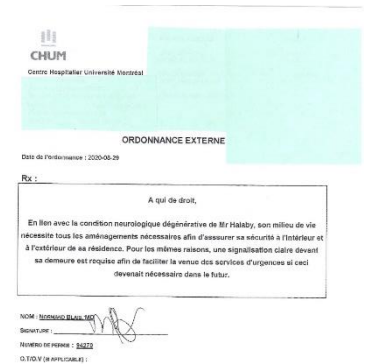 CHUM
Centre Hospitalier Université Montréal
ORDONNANCE EXTERNE
Date de l'ordonnance : 2020-08-29
Rx :
A qui de droit,
En lien avec la condition neurologique dégénérative de Mr Halaby, son milieu de vie
nécessite tous les aménagements nécessaires afin d'assurer sa sécurité à l'intérieur et
à l'extérieur de sa résidence. Pour les mêmes raisons, une signalisation claire devant
sa demeure est requise afin de faciliter la venue des services d'urgences si ceci
devenait nécessaire dans le futur.
NOM : NORMAND BLAIS, MD
SIGNATURE :
NUMÉRO DE PERMIS : 94270
O.T/O.V (SI APPLICABLE) :